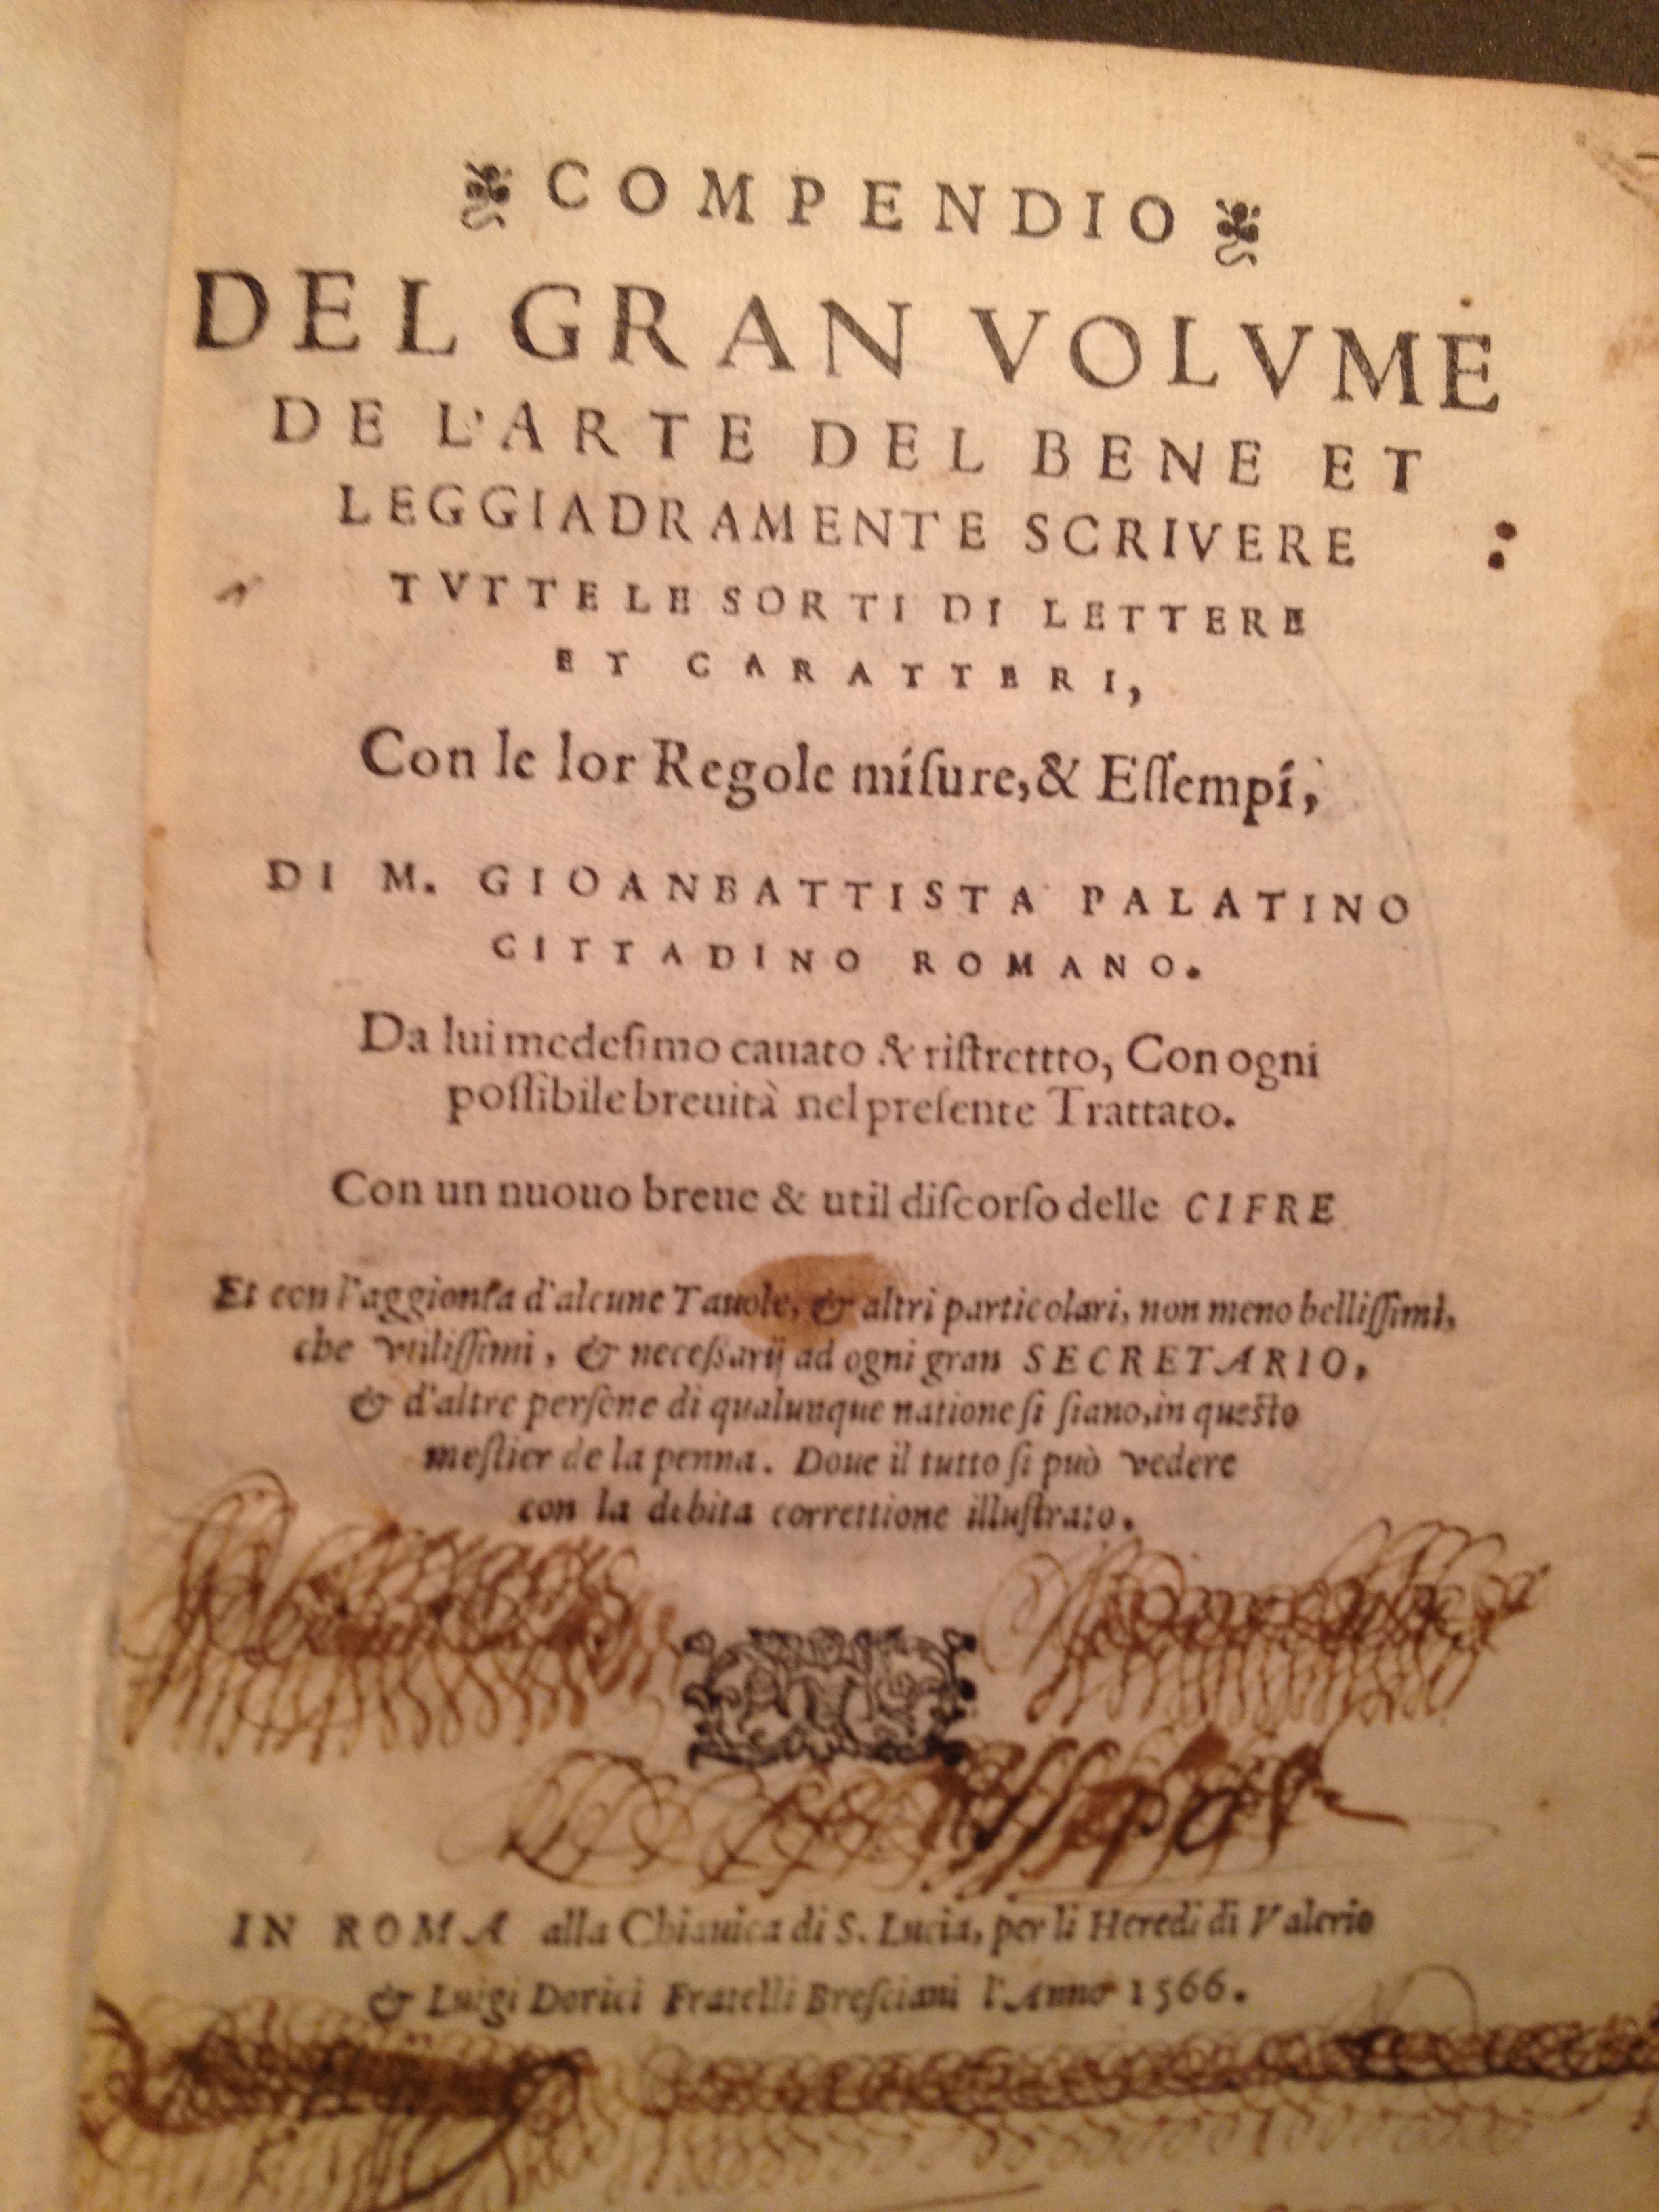 COMPENDIO
DEL GRAN VOLVME
DE L'ARTE DEL BENE ET
LEGGIADRAMENTE SCRIVERE
TVTTE LE SORTI DI LETTERE
ET CARATTERI,
Con le lor Regole miſure, & Eſſempi,
DI M. GIOANBATTISTA PALATINO
CITTADINO ROMANO.
Da lui medeſimo cauato & riſtrettto, Con ogni
poſſibile breuità nel preſente Trattato.
Con un nuouo breue & util diſcorſo delle CIFRE
Et con l'aggionta d'alcune Tauole, & altri particolari, non meno belliſſimi,
che vtiliſſimi, & neceſsarij ad ogni gran SECRETARIO,
& d'altre perſone di qualunque natione ſi ſiano, in queſto
meſtier de la penna. Doue il tutto ſi può vedere
con la debita correttione illuſtrato.
IN ROMA alla Chiauica di S. Lucia, per li Heredi di Valerio
& Luigi Dorici Fratelli Breſciani l'Anno 1566.